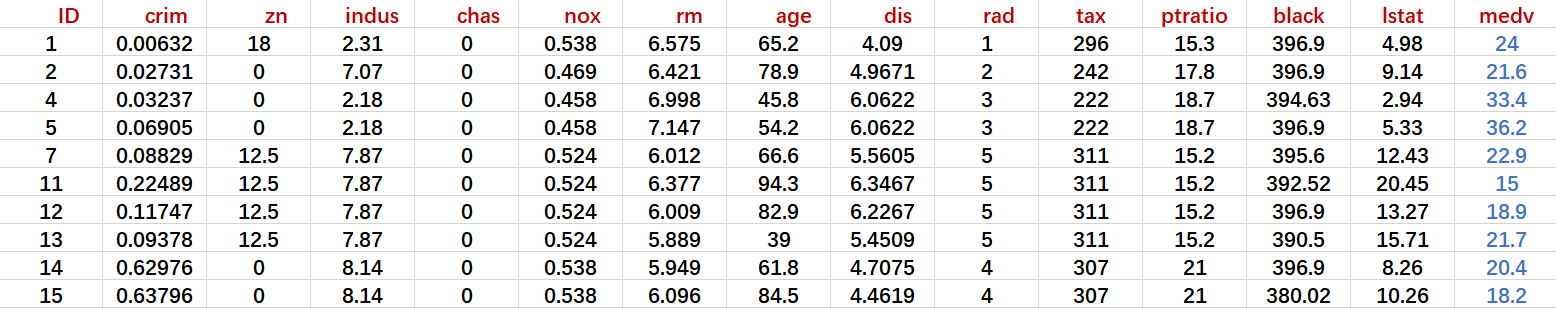 ID crim zn indus chas nox rm age dis rad tax ptratio black lstat medv
1 0.00632 18 2.31 0 0.538 6.575 65.2 4.09 1 296 15.3 396.9 4.98 24
2 0.02731 0 7.07 0 0.469 6.421 78.9 4.9671 2 242 17.8 396.9 9.14 21.6
4 0.03237 0 2.18 0 0.458 6.998 45.8 6.0622 3 222 18.7 394.63 2.94 33.4
5 0.06905 0 2.18 0 0.458 7.147 54.2 6.0622 3 222 18.7 396.9 5.33 36.2
7 0.08829 12.5 7.87 0 0.524 6.012 66.6 5.5605 5 311 15.2 395.6 12.43 22.9
11 0.22489 12.5 7.87 0 0.524 6.377 94.3 6.3467 5 311 15.2 392.52 20.45 15
12 0.11747 12.5 7.87 0 0.524 6.009 82.9 6.2267 5 311 15.2 396.9 13.27 18.9
13 0.09378 12.5 7.87 0 0.524 5.889 39 5.4509 5 311 15.2 390.5 15.71 21.7
14 0.62976 0 8.14 0 0.538 5.949 61.8 4.7075 4 307 21 396.9 8.26 20.4
15 0.63796 0 8.14 0 0.538 6.096 84.5 4.4619 4 307 21 380.02 10.26 18.2